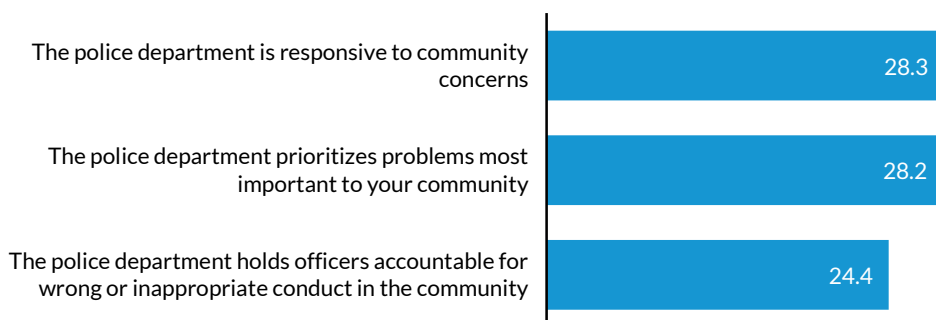 The police department is responsive to community
concerns
28.3
The police department prioritizes problems most
important to your community
28.2
The police department holds officers accountable for
wrong or inappropriate conduct in the community
24.4